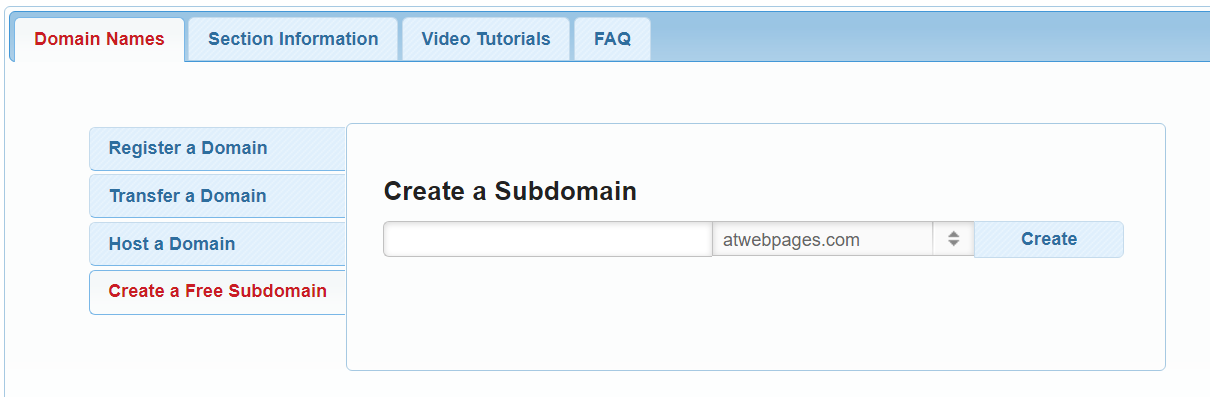 Domain Names Section Information Video Tutorials FAQ
Register a Domain
Transfer a Domain
Host a Domain
Create a Free Subdomain
Create a Subdomain
atwebpages.com Create